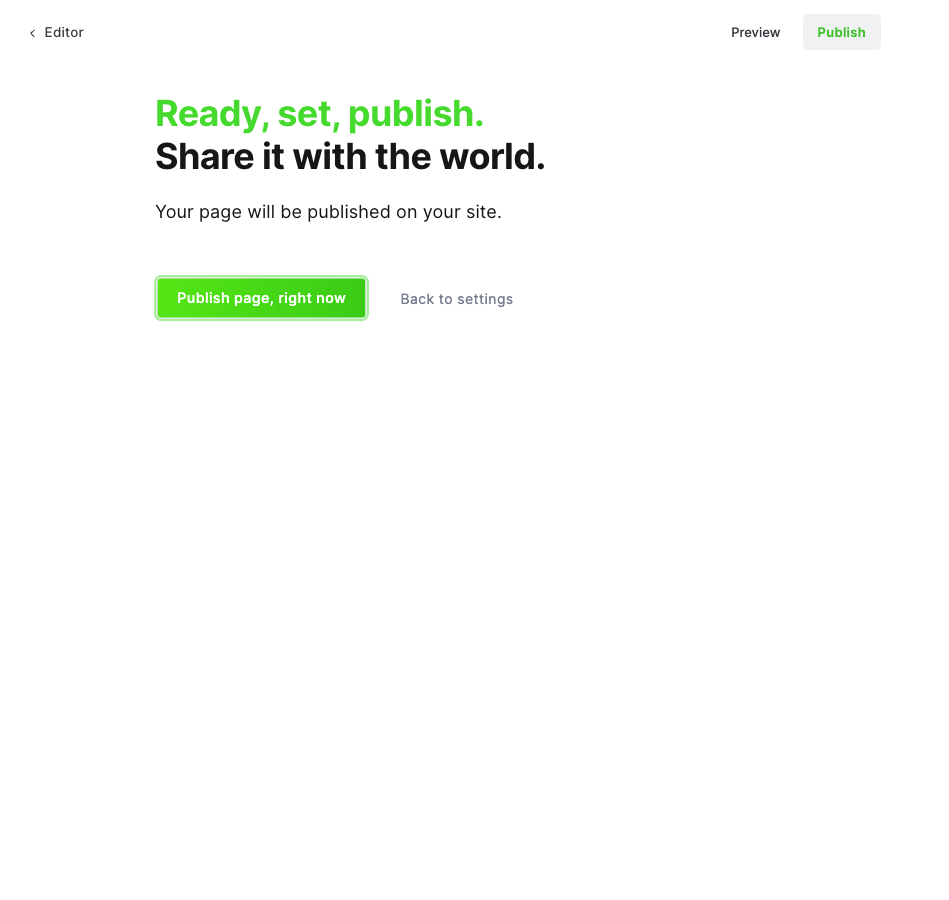 Editor
Preview
Publish
Ready, set, publish.
Share it with the world.
Your page will be published on your site.
Publish page, right now
Back to settings